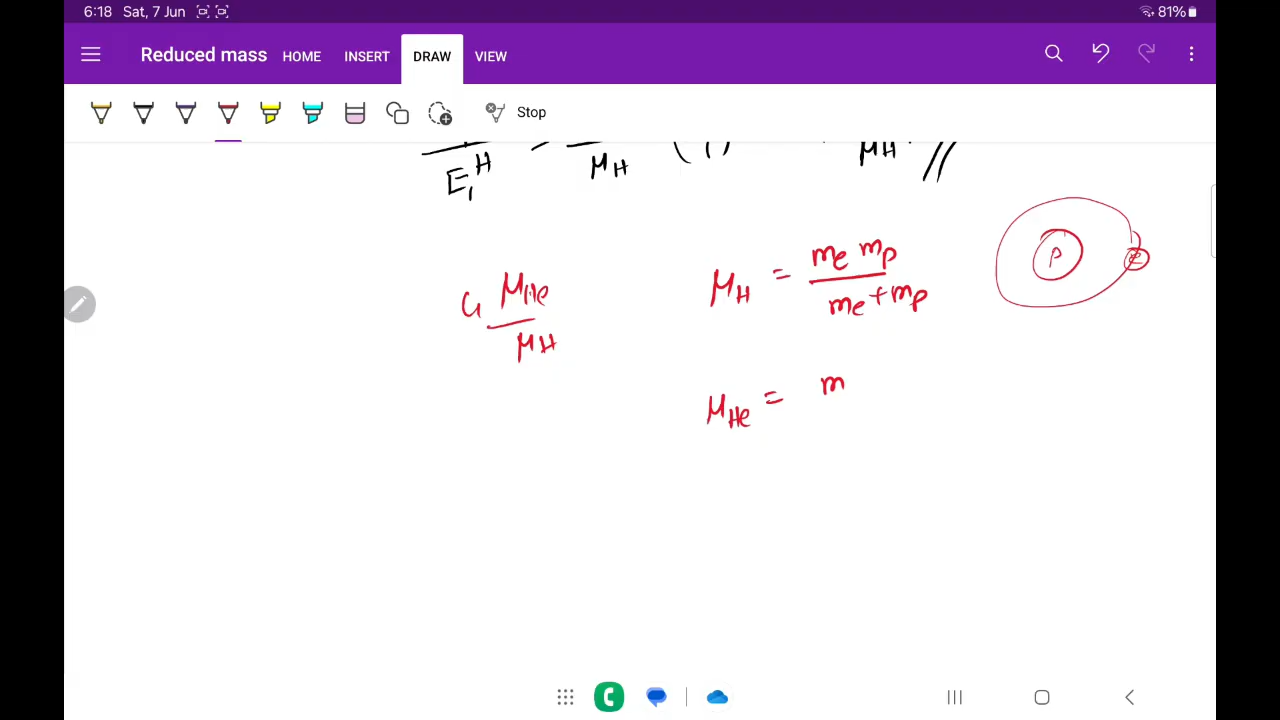 6:18 Sat, 7 Jun 81%
Reduced mass HOME INSERT DRAW VIEW
Stop
E₁ᴴ = μH (1) μH //
4 μHe / μH
μH = me mp / me + mp
P e
μHe = m